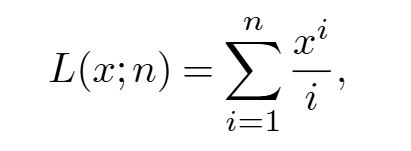 L(x; n) = \sum_{i=1}^{n} \frac{x^i}{i},